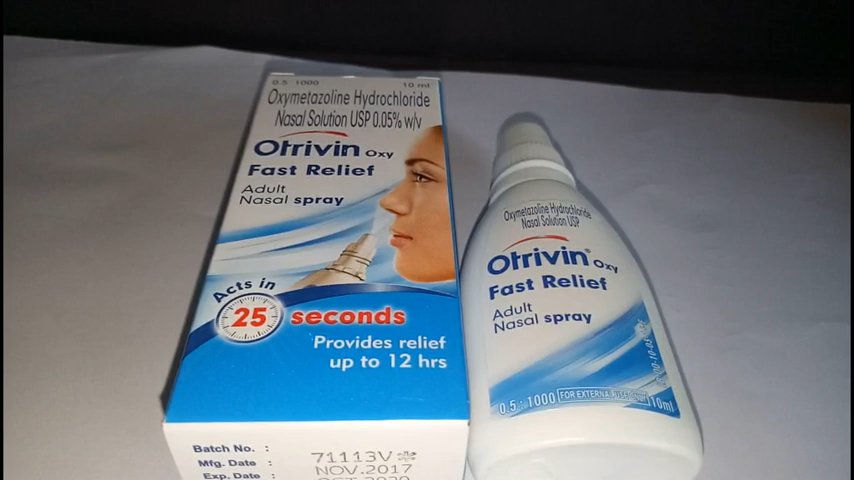 0.5 : 1000 10 ml
Oxymetazoline Hydrochloride
Nasal Solution USP 0.05% w/v
Otrivin Oxy
Fast Relief
Adult
Nasal spray
Acts in
25 seconds
Provides relief
up to 12 hrs
Batch No. : 71113V
Mfg. Date : NOV.2017
Exp. Date : OCT.2020
Oxymetazoline Hydrochloride
Nasal Solution USP
Otrivin® Oxy
Fast Relief
Adult
Nasal spray
0.5 : 1000 FOR EXTERNAL USE ONLY 10ml